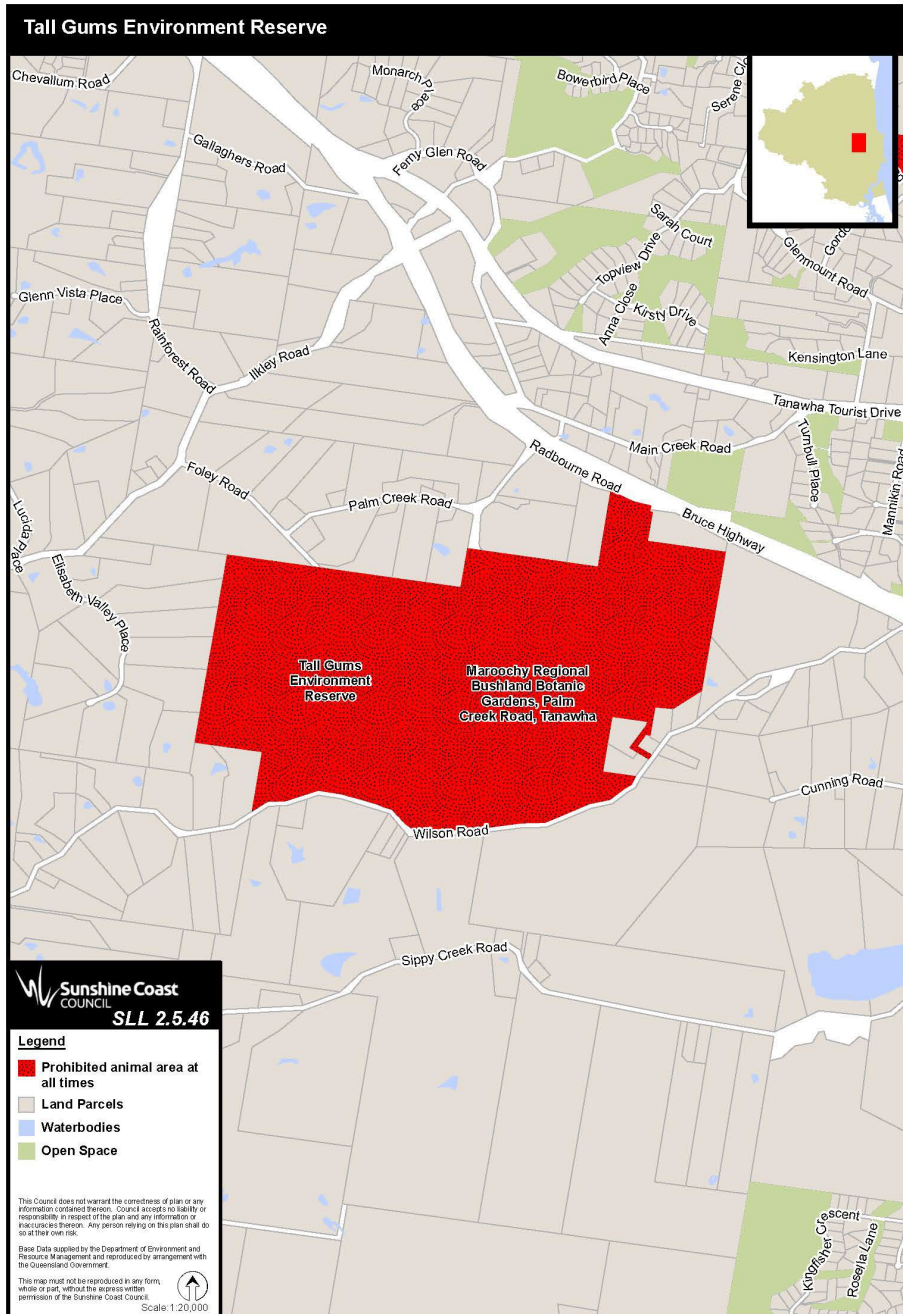 Tall Gums Environment Reserve
Chevallum Road
Monarch Place
Bowerbird Place
Gallaghers Road
Ferny Glen Road
Sarah Court
Topview Drive
Glenmount Road
Glenn Vista Place
Anna Close
Kirsty Drive
Rainforest Road
Ilkley Road
Kensington Lane
Tanawha Tourist Drive
Main Creek Road
Turnbull Place
Radbourne Road
Foley Road
Mannikin Road
Palm Creek Road
Bruce Highway
Lucida Place
Place
Elisabeth Valley Place
Tall Gums
Environment
Reserve
Maroochy Regional
Bushland Botanic
Gardens, Palm
Creek Road, Tanawha
Cunning Road
Wilson Road
Sippy Creek Road
Sunshine Coast
COUNCIL
SLL 2.5.46
Legend
Prohibited animal area at
all times
Land Parcels
Waterbodies
Open Space
This Council does not warrant the correctness of plan or any
information contained thereon. Council accepts no liability or
responsibility in respect of the plan and any information or
inaccuracies thereon. Any person relying on this plan shall do
so at their own risk.
Base Data supplied by the Department of Environment and
Resource Management and reproduced by arrangement with
the Queensland Government.
This map must not be reproduced in any form,
whole or part, without the express written
permission of the Sunshine Coast Council.
Scale:1:20,000
Kingfisher Crescent
Rosella Lane